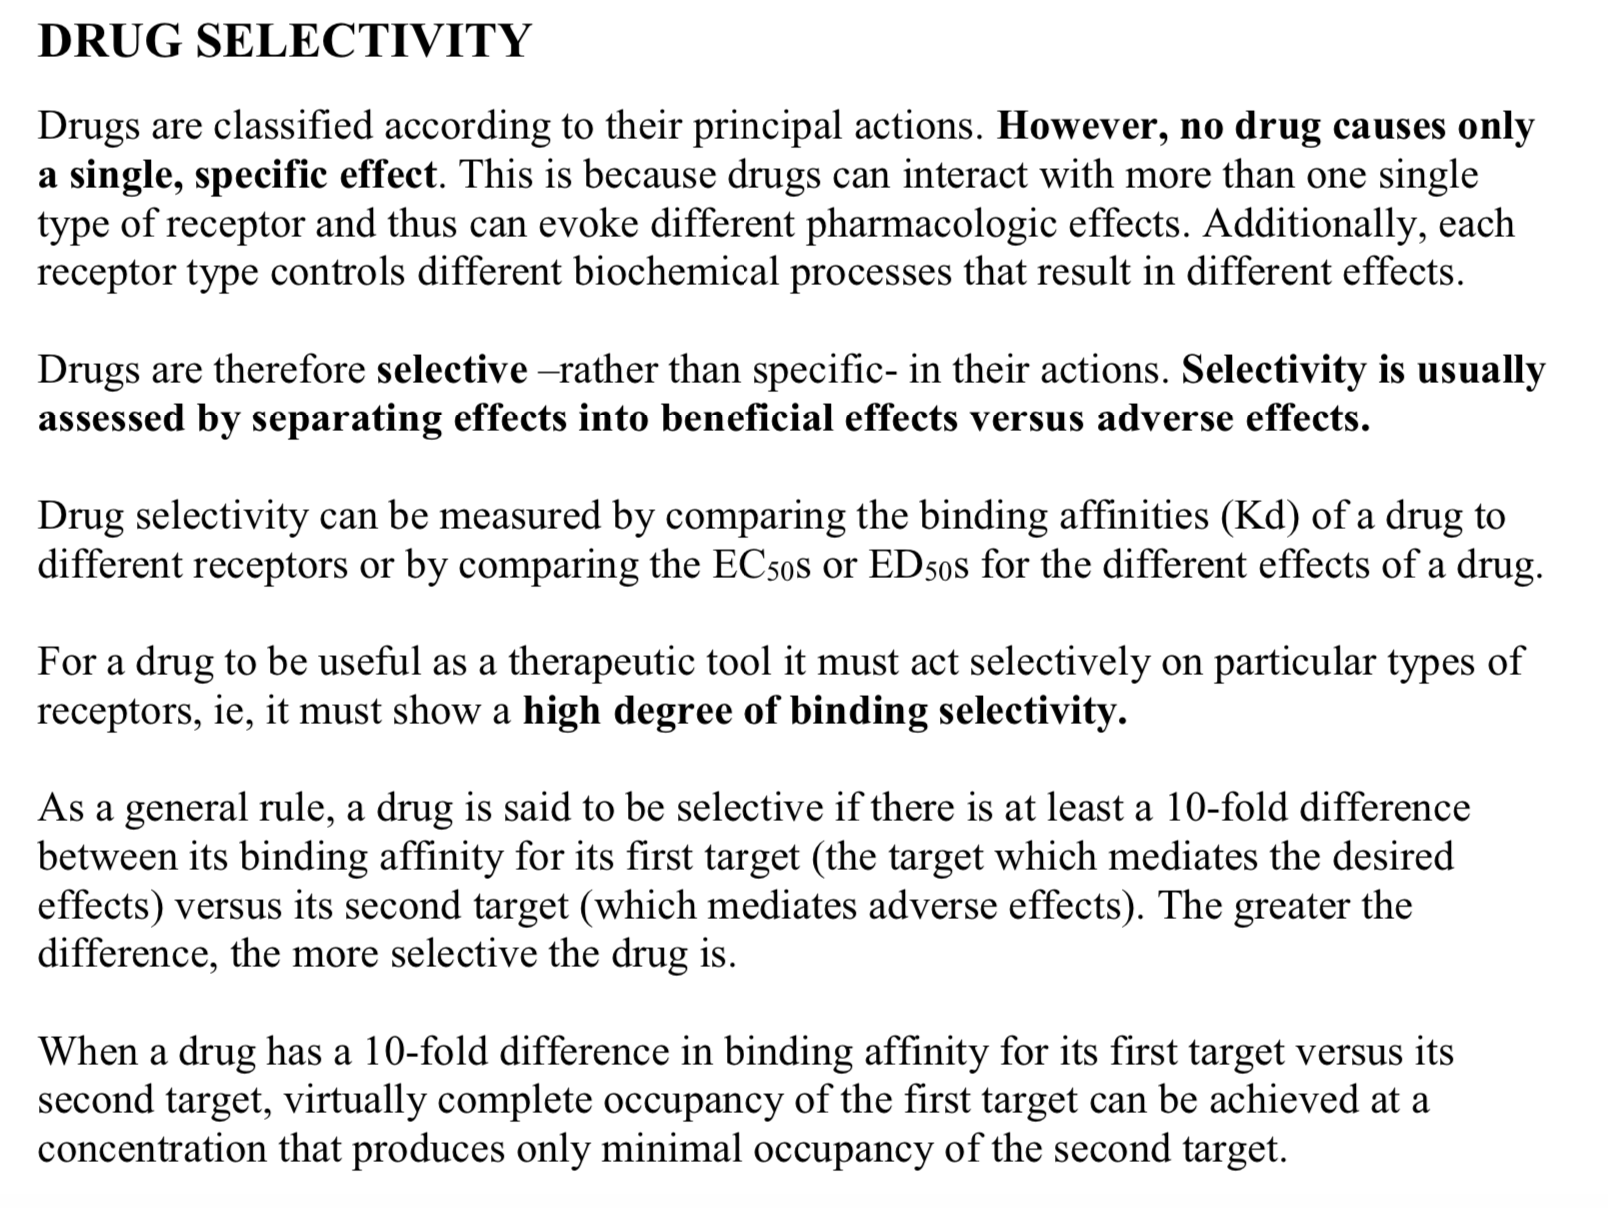 DRUG SELECTIVITY
Drugs are classified according to their principal actions. However, no drug causes only
a single, specific effect. This is because drugs can interact with more than one single
type of receptor and thus can evoke different pharmacologic effects. Additionally, each
receptor type controls different biochemical processes that result in different effects.
Drugs are therefore selective –rather than specific- in their actions. Selectivity is usually
assessed by separating effects into beneficial effects versus adverse effects.
Drug selectivity can be measured by comparing the binding affinities (Kd) of a drug to
different receptors or by comparing the EC50s or ED50s for the different effects of a drug.
For a drug to be useful as a therapeutic tool it must act selectively on particular types of
receptors, ie, it must show a high degree of binding selectivity.
As a general rule, a drug is said to be selective if there is at least a 10-fold difference
between its binding affinity for its first target (the target which mediates the desired
effects) versus its second target (which mediates adverse effects). The greater the
difference, the more selective the drug is.
When a drug has a 10-fold difference in binding affinity for its first target versus its
second target, virtually complete occupancy of the first target can be achieved at a
concentration that produces only minimal occupancy of the second target.